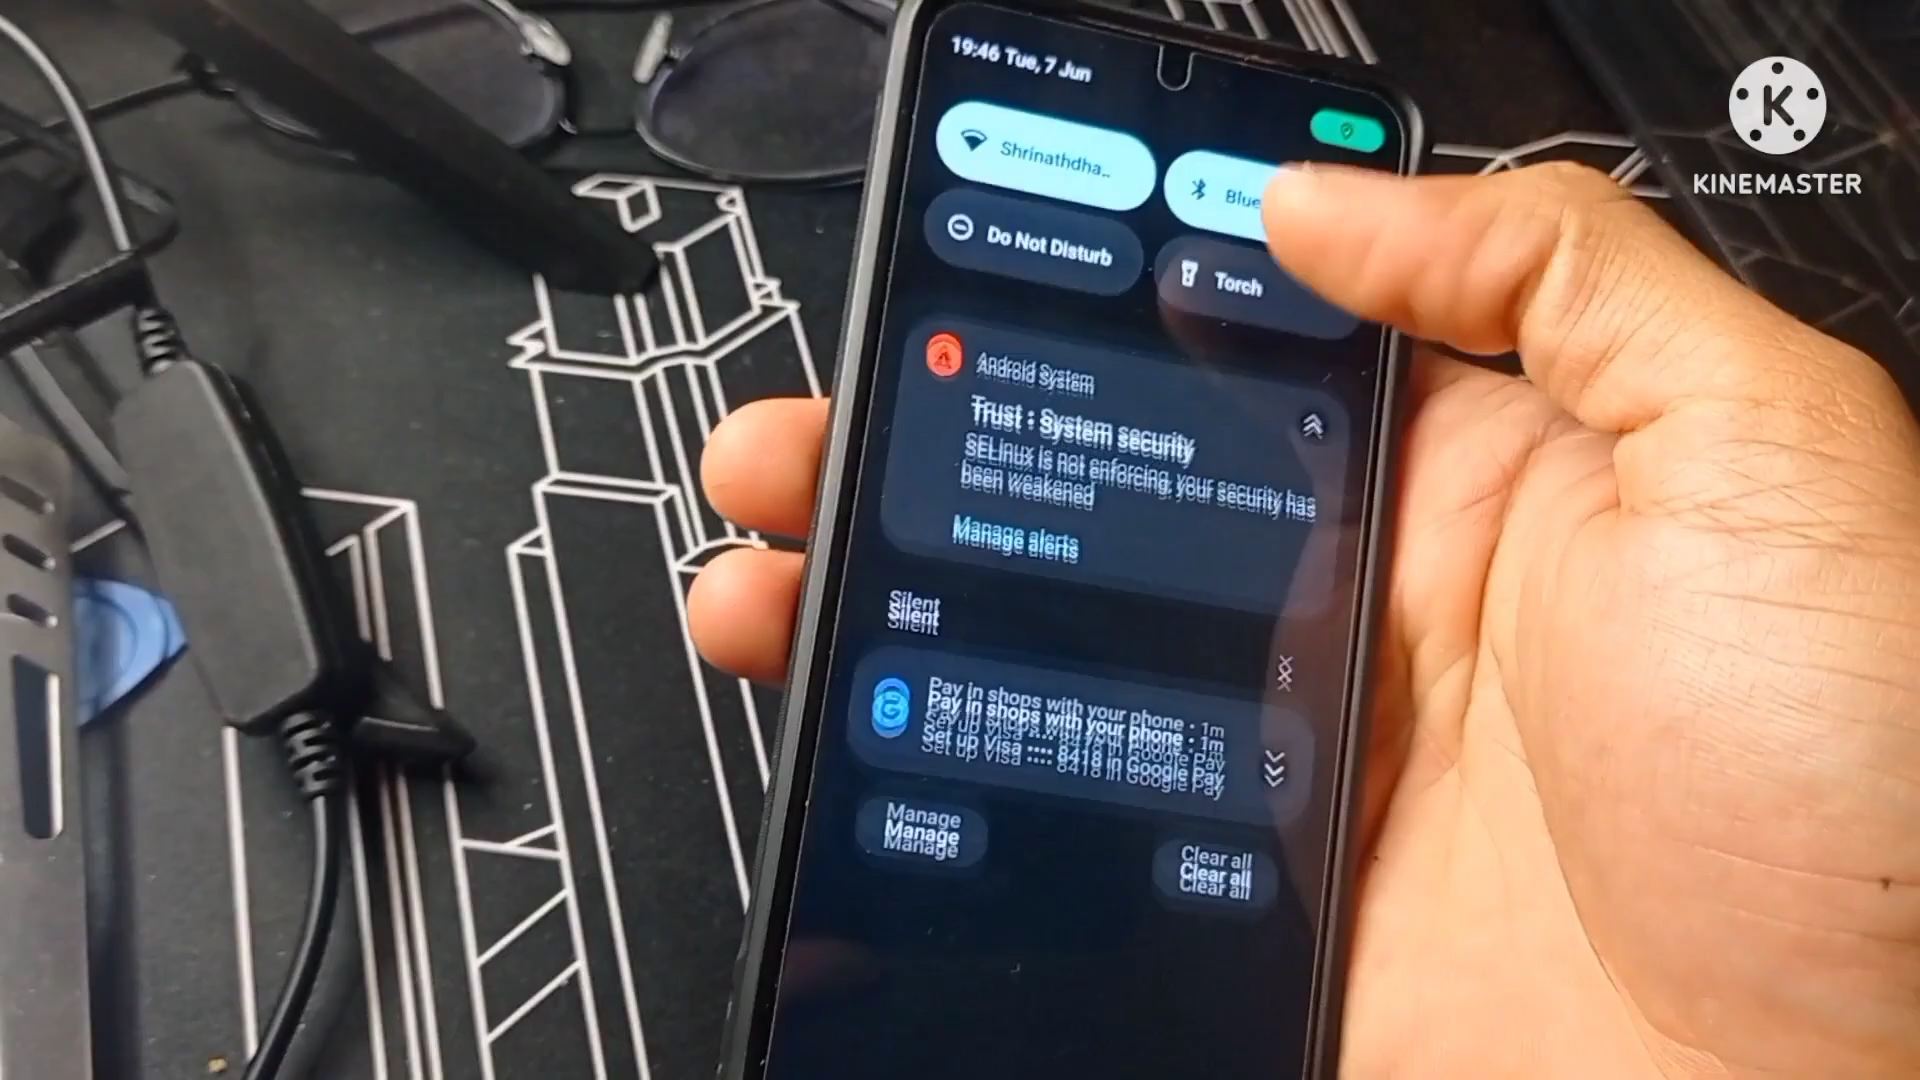 19:46 Tue, 7 Jun
Shrinathdha..
Blue
Do Not Disturb
Torch
Android System
Trust : System security
SELinux is not enforcing, your security has
been weakened
Manage alerts
Silent
Pay in shops with your phone · 1m
Set up Visa •••• 8418 in Google Pay
Manage
Clear all
K
KINEMASTER